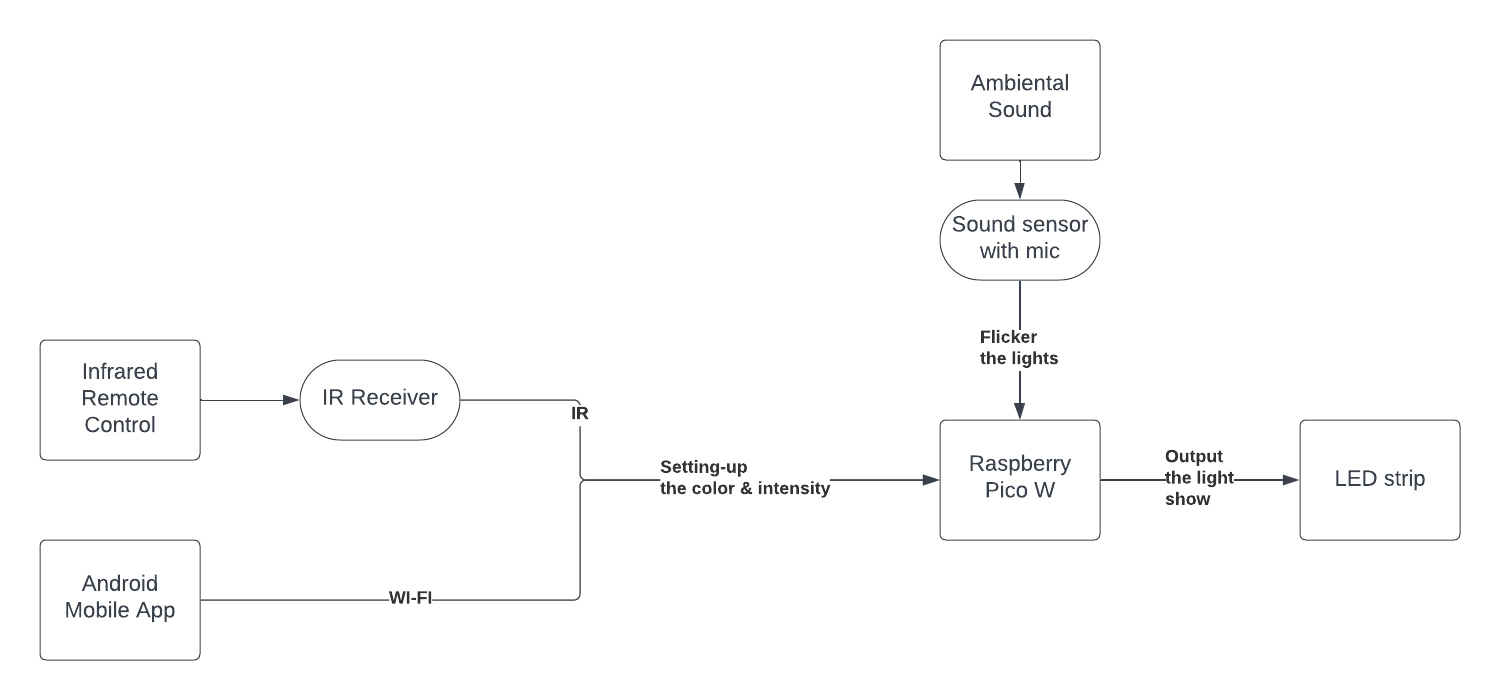 Ambiental
Sound
Sound sensor
with mic
Flicker
the lights
Infrared
Remote
Control
IR Receiver
IR
Setting-up
the color & intensity
Raspberry
Pico W
Output
the light
show
LED strip
Android
Mobile App
WI-FI